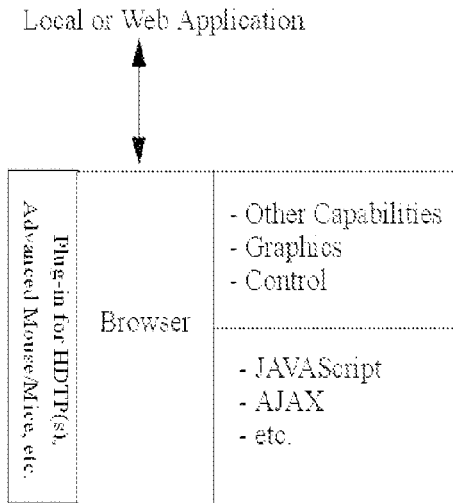 Local or Web Application
Plug-in for HDTP(s),
Advanced Mouse/Mice, etc.
Browser
- Other Capabilities
- Graphics
- Control
- JAVAScript
- AJAX
- etc.